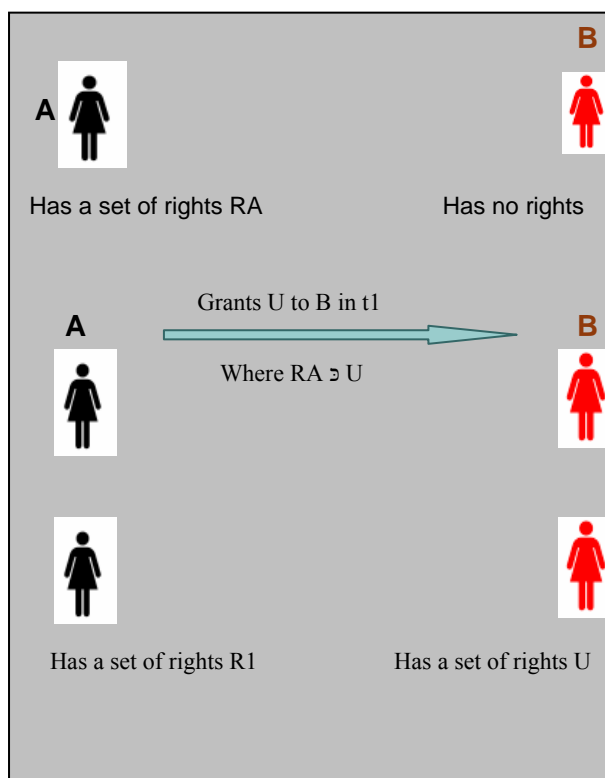 B
A
Has a set of rights RA
Has no rights
Grants U to B in t1
A
B
Where RA כ U
Has a set of rights R1
Has a set of rights U